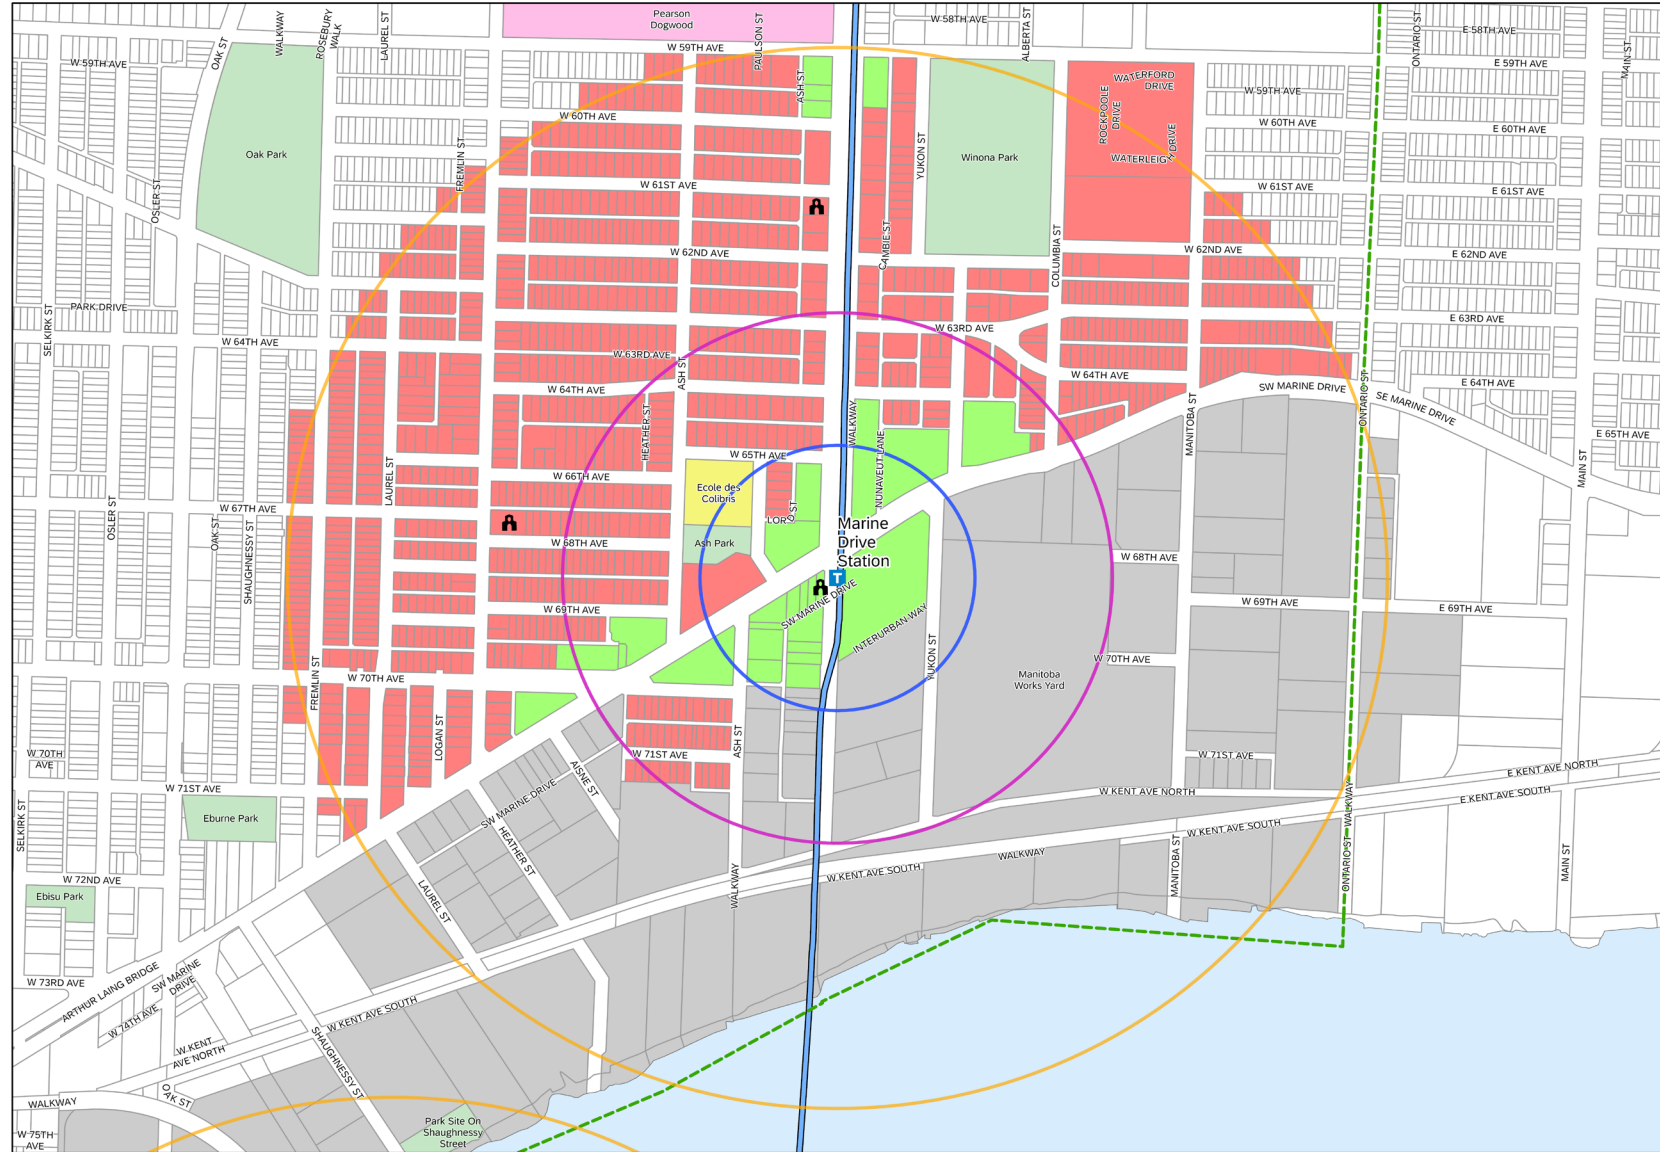 Pearson
Dogwood
W 58TH AVE
E 58TH AVE
WALKWAY
ROSEBURY
WALK
LAUREL ST
OAK ST
PAULSON ST
ALBERTA ST
ONTARIO ST
MAIN ST
W 59TH AVE
W 59TH AVE
E 59TH AVE
W 59TH AVE
ASH ST
WATERFORD
DRIVE
ROCKPOOLE
DRIVE
WATERLEIGH DRIVE
W 60TH AVE
W 60TH AVE
E 60TH AVE
Oak Park
FREMLIN ST
YUKON ST
Winona Park
OSLER ST
W 61ST AVE
W 61ST AVE
E 61ST AVE
CAMBIE ST
COLUMBIA ST
W 62ND AVE
W 62ND AVE
E 62ND AVE
PARK DRIVE
SELKIRK ST
W 64TH AVE
W 63RD AVE
E 63RD AVE
W 63RD AVE
ASH ST
W 64TH AVE
W 64TH AVE
E 64TH AVE
SW MARINE DRIVE
SE MARINE DRIVE
ONTARIO ST
MANITOBA ST
HEATHER ST
WALKWAY
NUNAVEUT LANE
E 65TH AVE
W 65TH AVE
MAIN ST
LAUREL ST
W 66TH AVE
Ecole des
Colibris
W 67TH AVE
OSLER ST
OAK ST
SHAUGHNESSY ST
Marine
Drive
Station
T
Ash Park
W 68TH AVE
W 68TH AVE
SW MARINE DRIVE
INTERURBAN WAY
W 69TH AVE
W 69TH AVE
E 69TH AVE
YUKON ST
W 70TH AVE
W 70TH AVE
FREMLIN ST
Manitoba
Works Yard
LOGAN ST
ASH ST
W 70TH
AVE
W 71ST AVE
W 71ST AVE
W 71ST AVE
E KENT AVE NORTH
W KENT AVE NORTH
E KENT AVE SOUTH
AISNE ST
SW MARINE DRIVE
HEATHER ST
Eburne Park
SELKIRK ST
W KENT AVE SOUTH
WALKWAY
ONTARIO ST
WALKWAY
MANITOBA ST
MAIN ST
W 72ND AVE
Ebisu Park
LAUREL ST
WALKWAY
W KENT AVE SOUTH
W 73RD AVE
ARTHUR LAING BRIDGE
SW MARINE
DRIVE
W 74TH AVE
W KENT AVE SOUTH
W KENT
AVE NORTH
SHAUGHNESSY ST
OAK ST
WALKWAY
W 75TH
AVE
Park Site On
Shaughnessy
Street